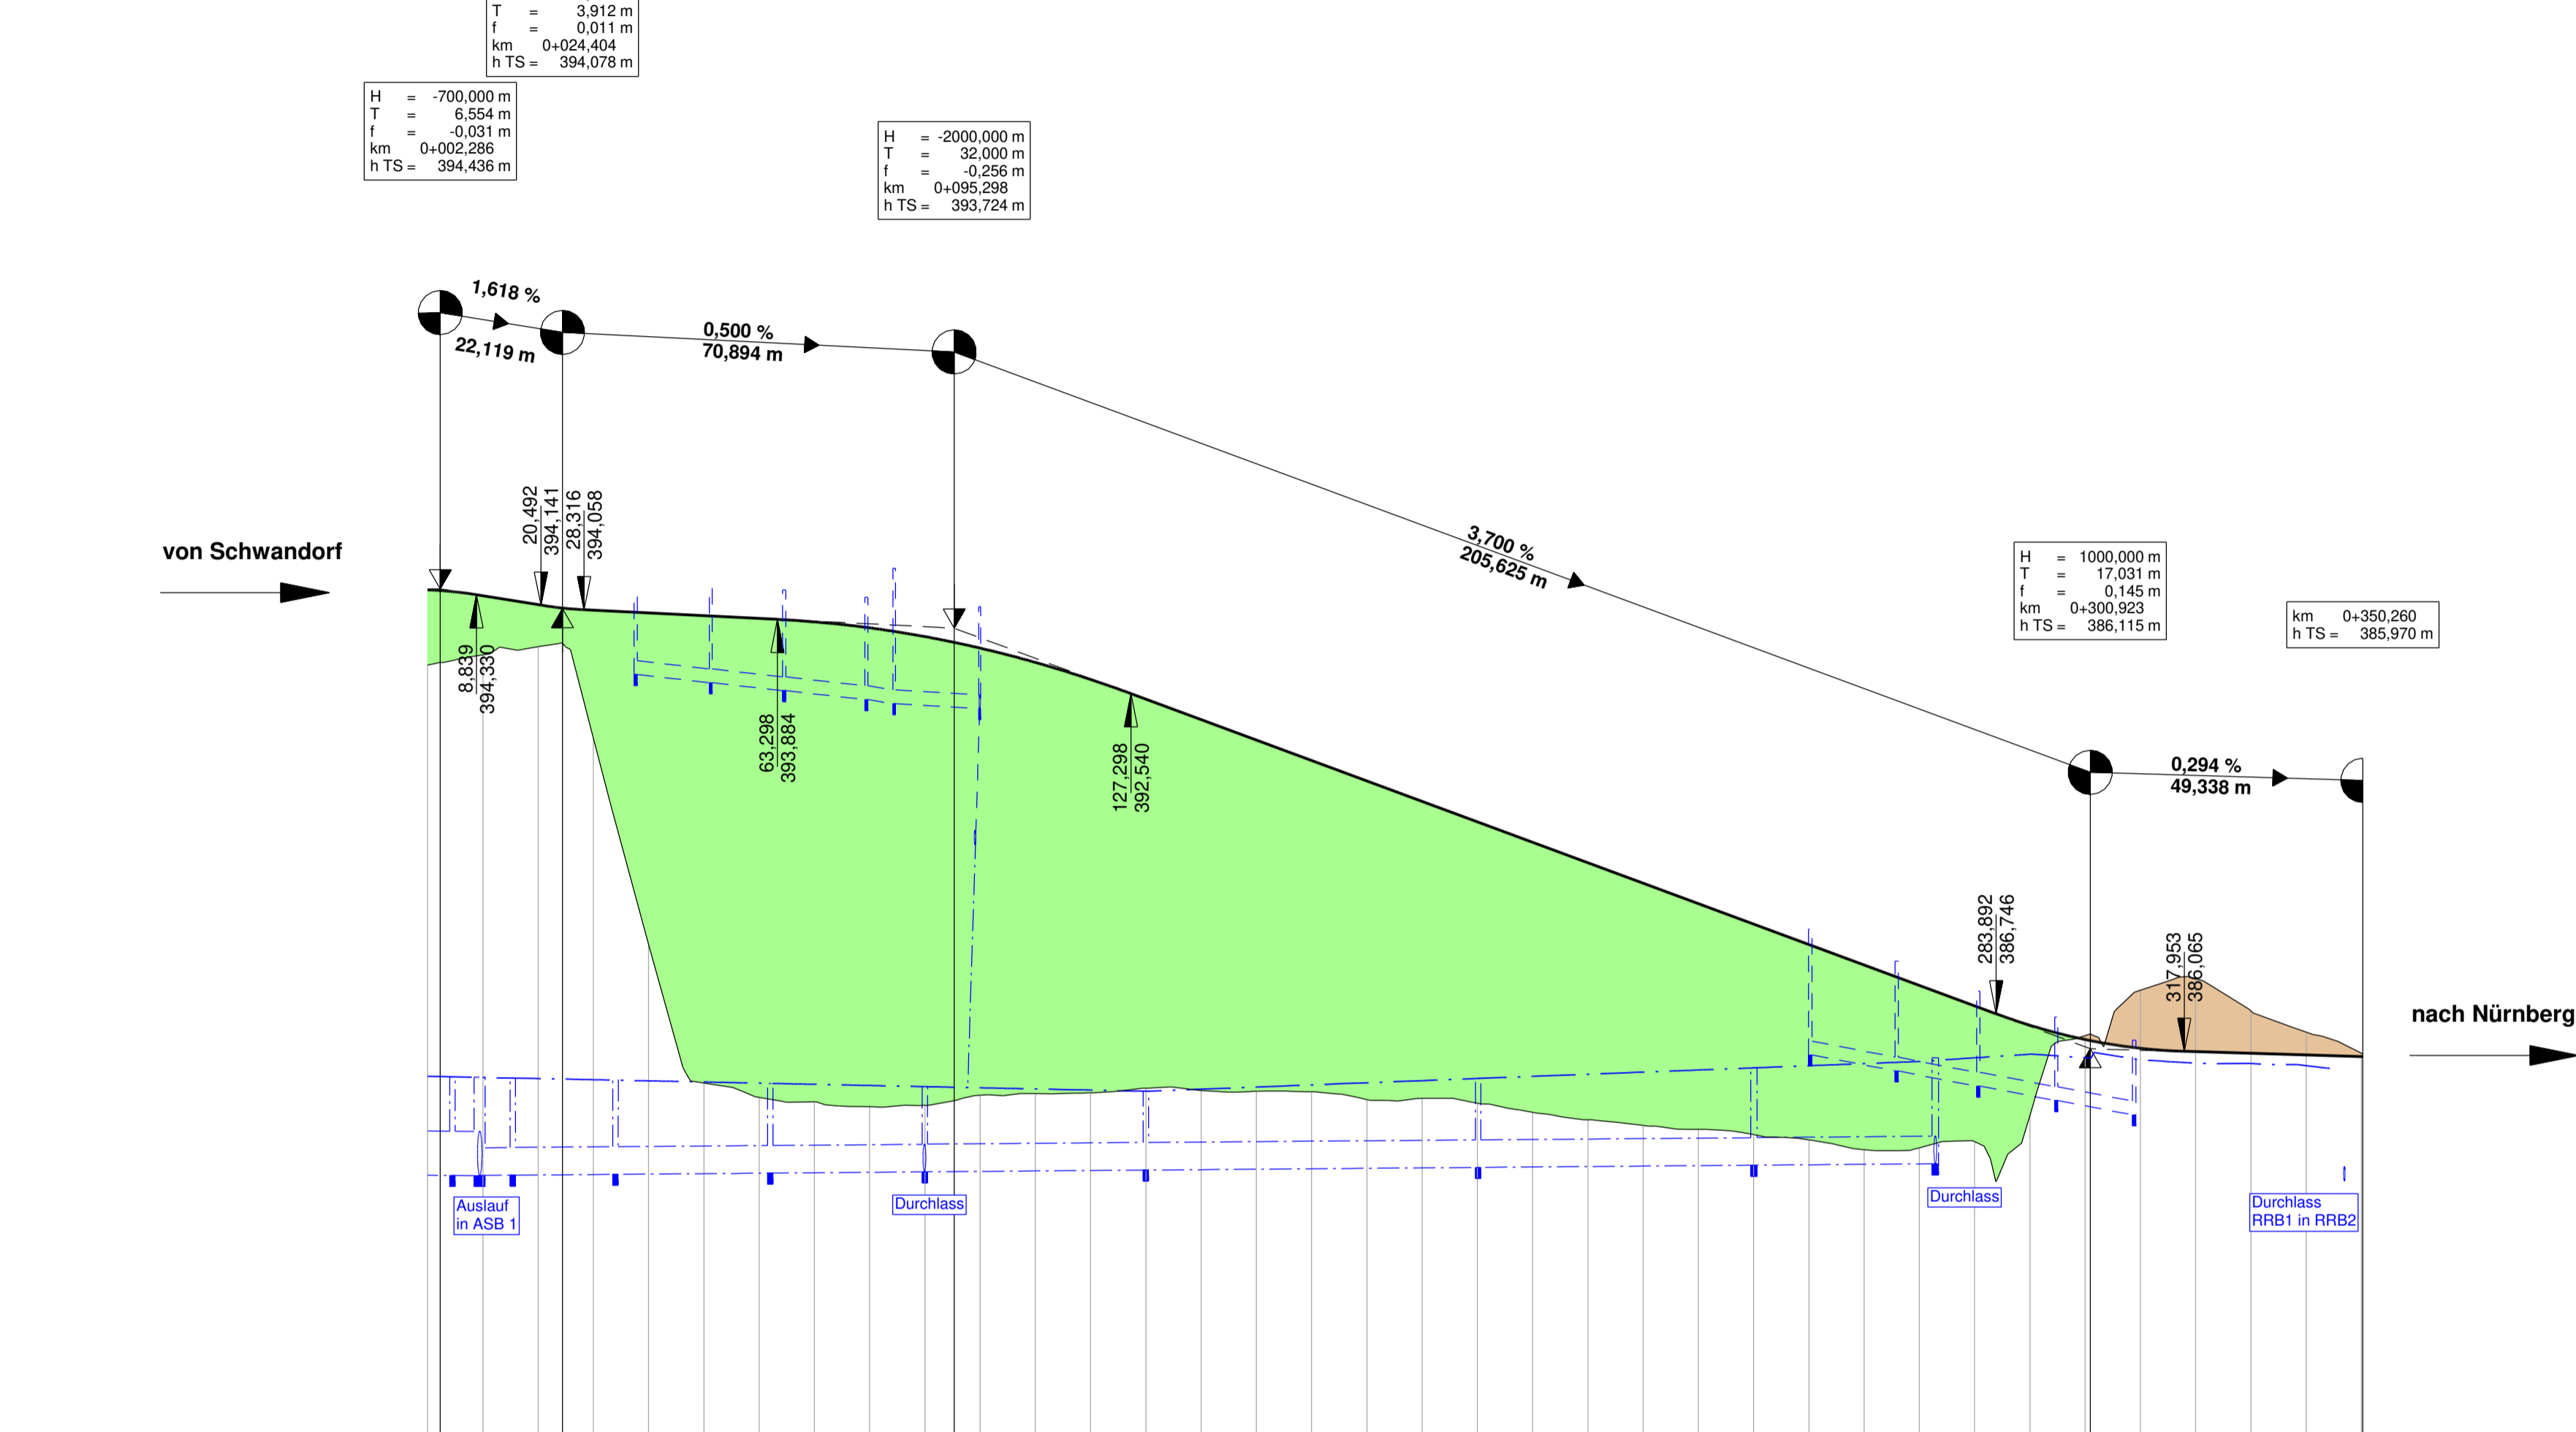 T = 3,912 m
f = 0,011 m
km 0+024,404
h TS = 394,078 m
H = -700,000 m
T = 6,554 m
f = -0,031 m
km 0+002,286
h TS = 394,436 m
H = -2000,000 m
T = 32,000 m
f = -0,256 m
km 0+095,298
h TS = 393,724 m
1,618 %
22,119 m
0,500 %
70,894 m
3,700 %
205,625 m
von Schwandorf
20,492
394,141
28,316
394,058
8,839
394,330
63,298
393,884
127,298
392,540
H = 1000,000 m
T = 17,031 m
f = 0,145 m
km 0+300,923
h TS = 386,115 m
km 0+350,260
h TS = 385,970 m
0,294 %
49,338 m
283,892
386,746
317,953
386,065
nach Nürnberg
Auslauf
in ASB 1
Durchlass
Durchlass
Durchlass
RRB1 in RRB2